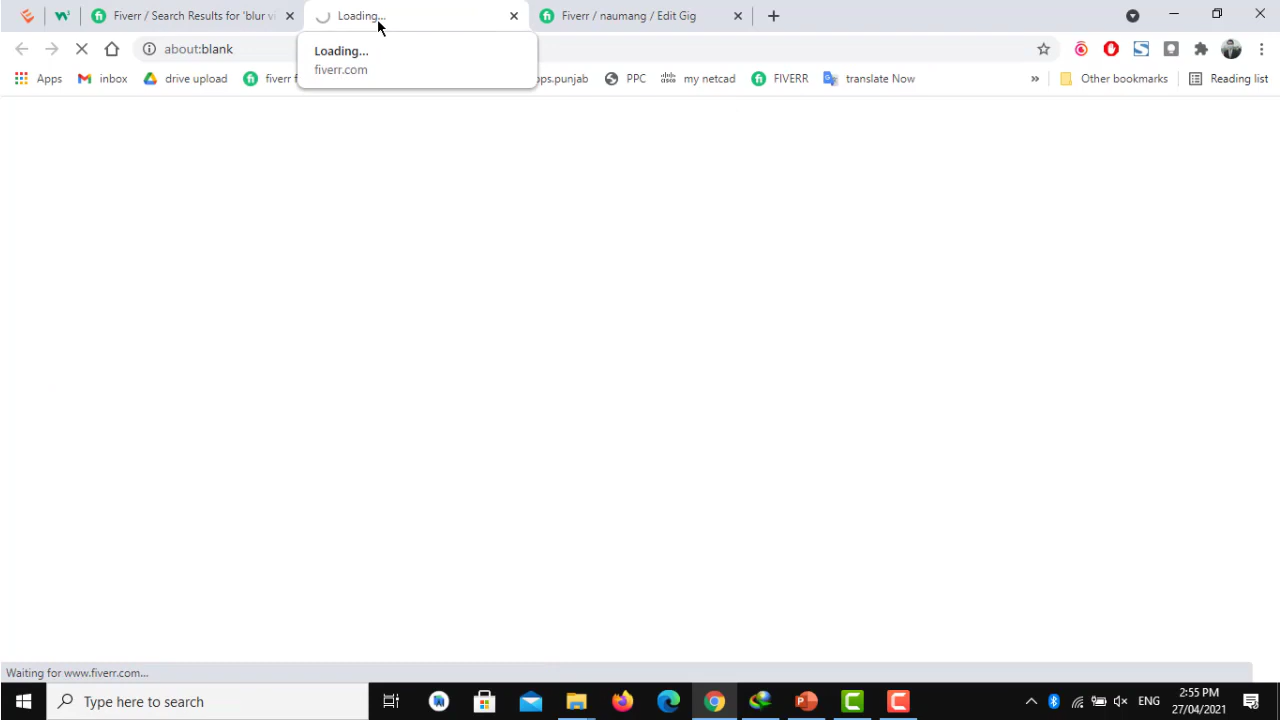 Fiverr / Search Results for 'blur vi
Loading...
Fiverr / naumang / Edit Gig
about:blank
Loading...
fiverr.com
Apps
inbox
drive upload
fiverr f
ops.punjab
PPC
my netcad
FIVERR
translate Now
»
Other bookmarks
Reading list
Waiting for www.fiverr.com...
Type here to search
ENG
2:55 PM
27/04/2021